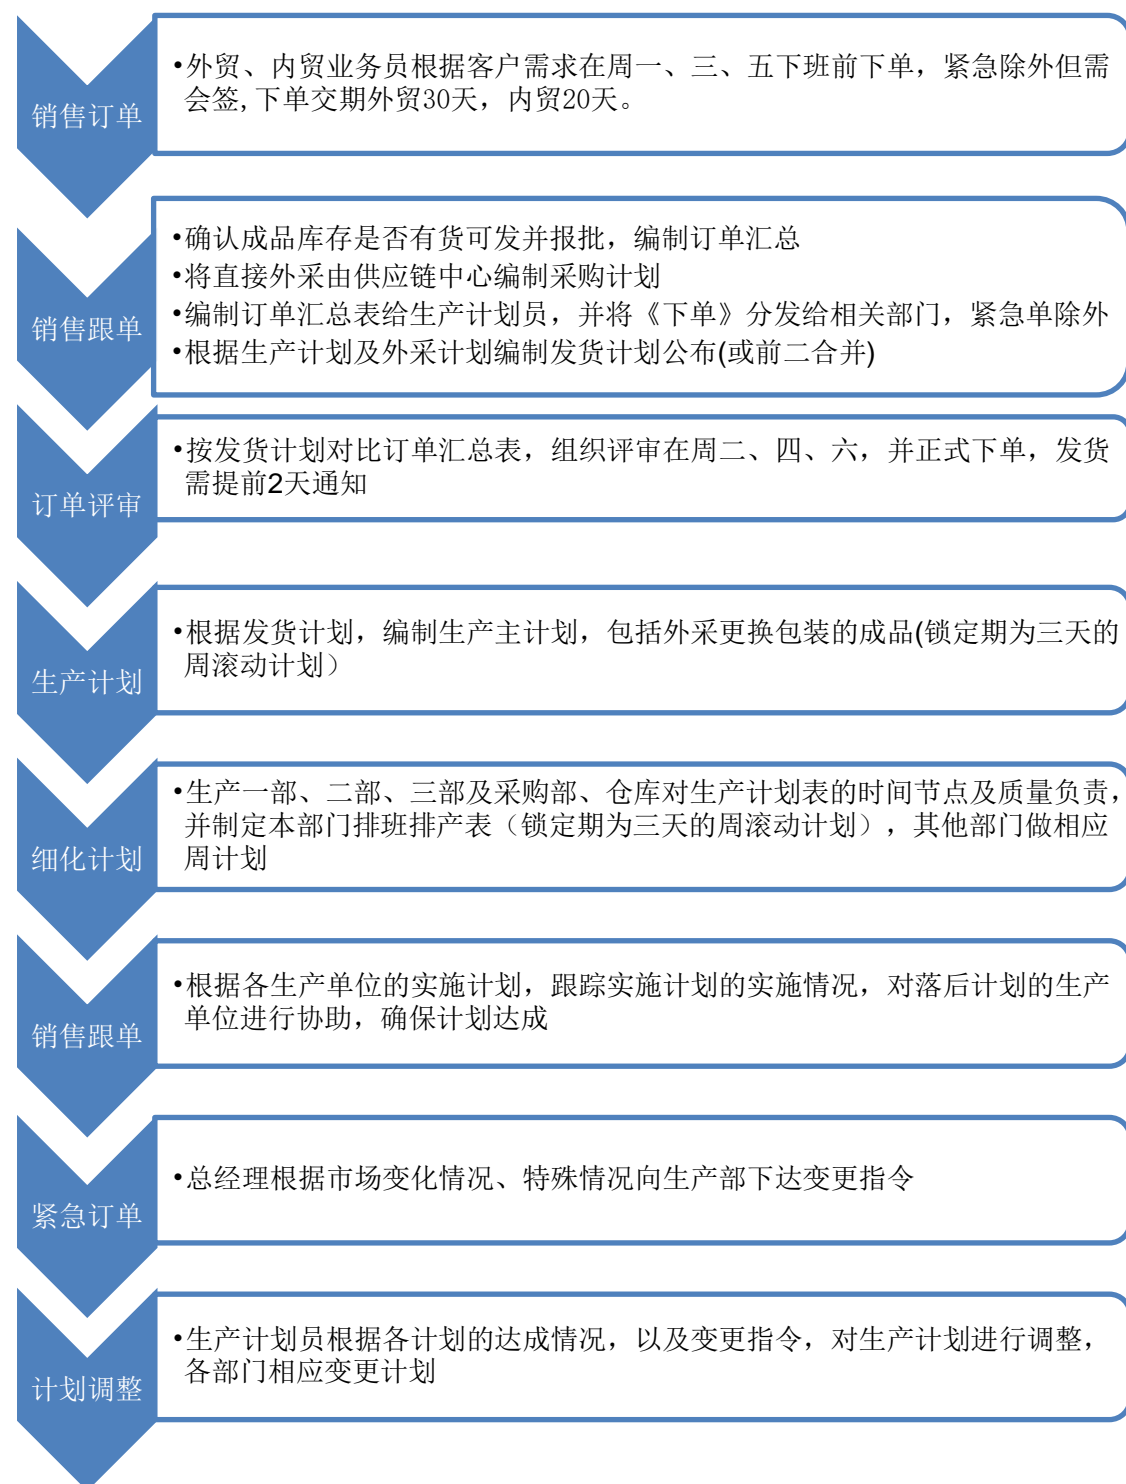 销售订单
•外贸、内贸业务员根据客户需求在周一、三、五下班前下单，紧急除外但需
会签,下单交期外贸30天，内贸20天。
销售跟单
•确认成品库存是否有货可发并报批，编制订单汇总
•将直接外采由供应链中心编制采购计划
•编制订单汇总表给生产计划员，并将《下单》分发给相关部门，紧急单除外
•根据生产计划及外采计划编制发货计划公布(或前二合并)
订单评审
•按发货计划对比订单汇总表，组织评审在周二、四、六，并正式下单，发货
需提前2天通知
生产计划
•根据发货计划，编制生产主计划，包括外采更换包装的成品(锁定期为三天的
周滚动计划）
细化计划
•生产一部、二部、三部及采购部、仓库对生产计划表的时间节点及质量负责，
并制定本部门排班排产表（锁定期为三天的周滚动计划），其他部门做相应
周计划
销售跟单
•根据各生产单位的实施计划，跟踪实施计划的实施情况，对落后计划的生产
单位进行协助，确保计划达成
紧急订单
•总经理根据市场变化情况、特殊情况向生产部下达变更指令
计划调整
•生产计划员根据各计划的达成情况，以及变更指令，对生产计划进行调整，
各部门相应变更计划